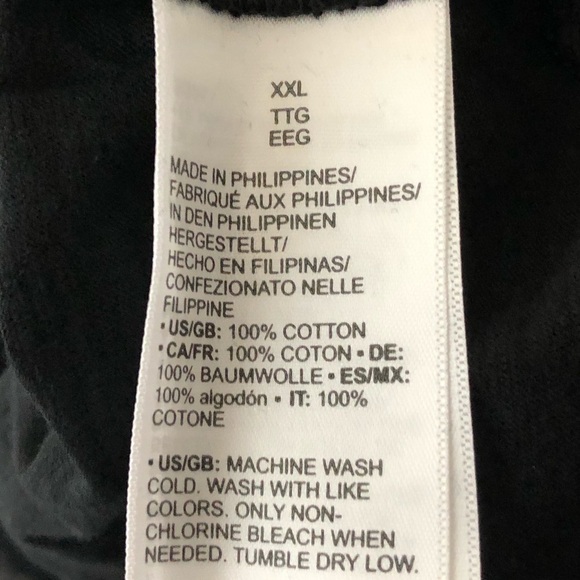 XXL
TTG
EEG
MADE IN PHILIPPINES/
FABRIQUÉ AUX PHILIPPINES/
IN DEN PHILIPPINEN
HERGESTELLT/
HECHO EN FILIPINAS/
CONFEZIONATO NELLE
FILIPPINE
• US/GB: 100% COTTON
• CA/FR: 100% COTON • DE:
100% BAUMWOLLE • ES/MX:
100% algodón • IT: 100%
COTONE
• US/GB: MACHINE WASH
COLD. WASH WITH LIKE
COLORS. ONLY NON-
CHLORINE BLEACH WHEN
NEEDED. TUMBLE DRY LOW.